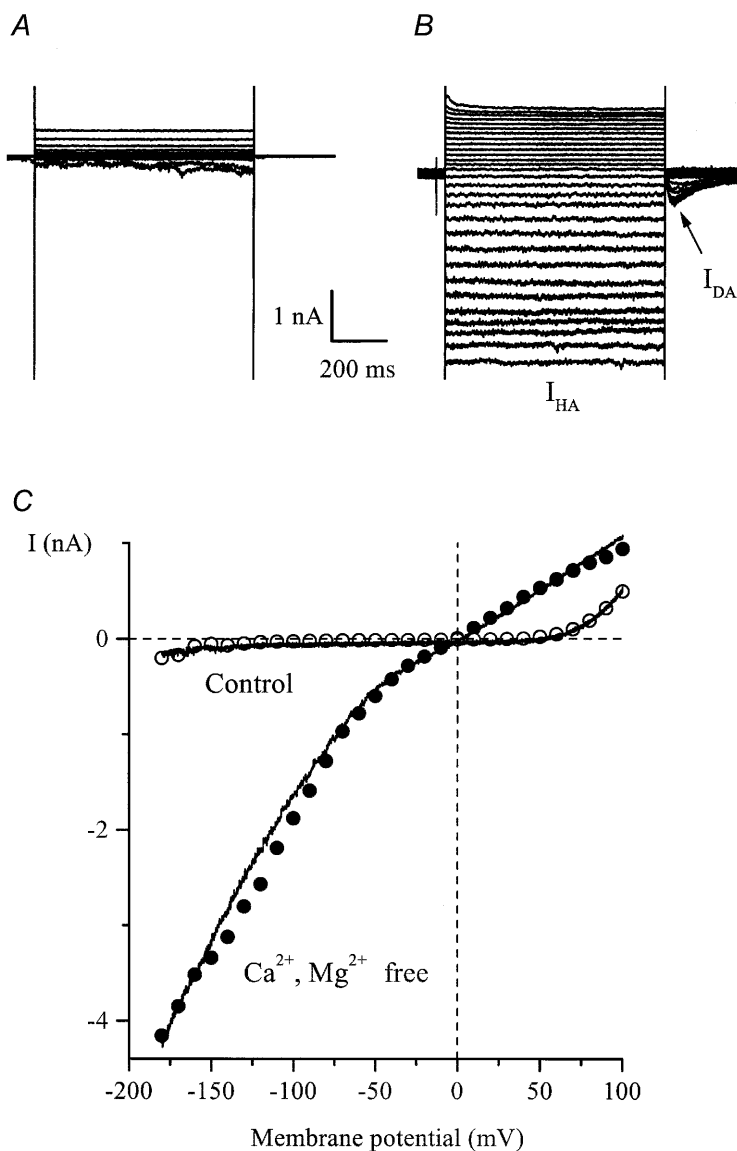 A
B
1 nA
200 ms
I_DA
I_HA
C
I (nA)
0
Control
-2
Ca²⁺, Mg²⁺ free
-4
-200 -150 -100 -50 0 50 100
Membrane potential (mV)